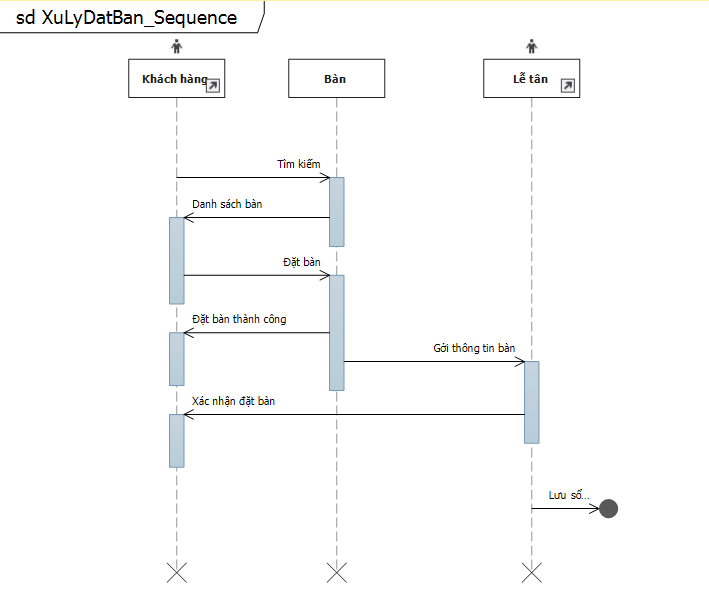 sd XuLyDatBan_Sequence
Khách hàng
Bàn
Lễ tân
Tìm kiếm
Danh sách bàn
Đặt bàn
Đặt bàn thành công
Gởi thông tin bàn
Xác nhận đặt bàn
Lưu số...